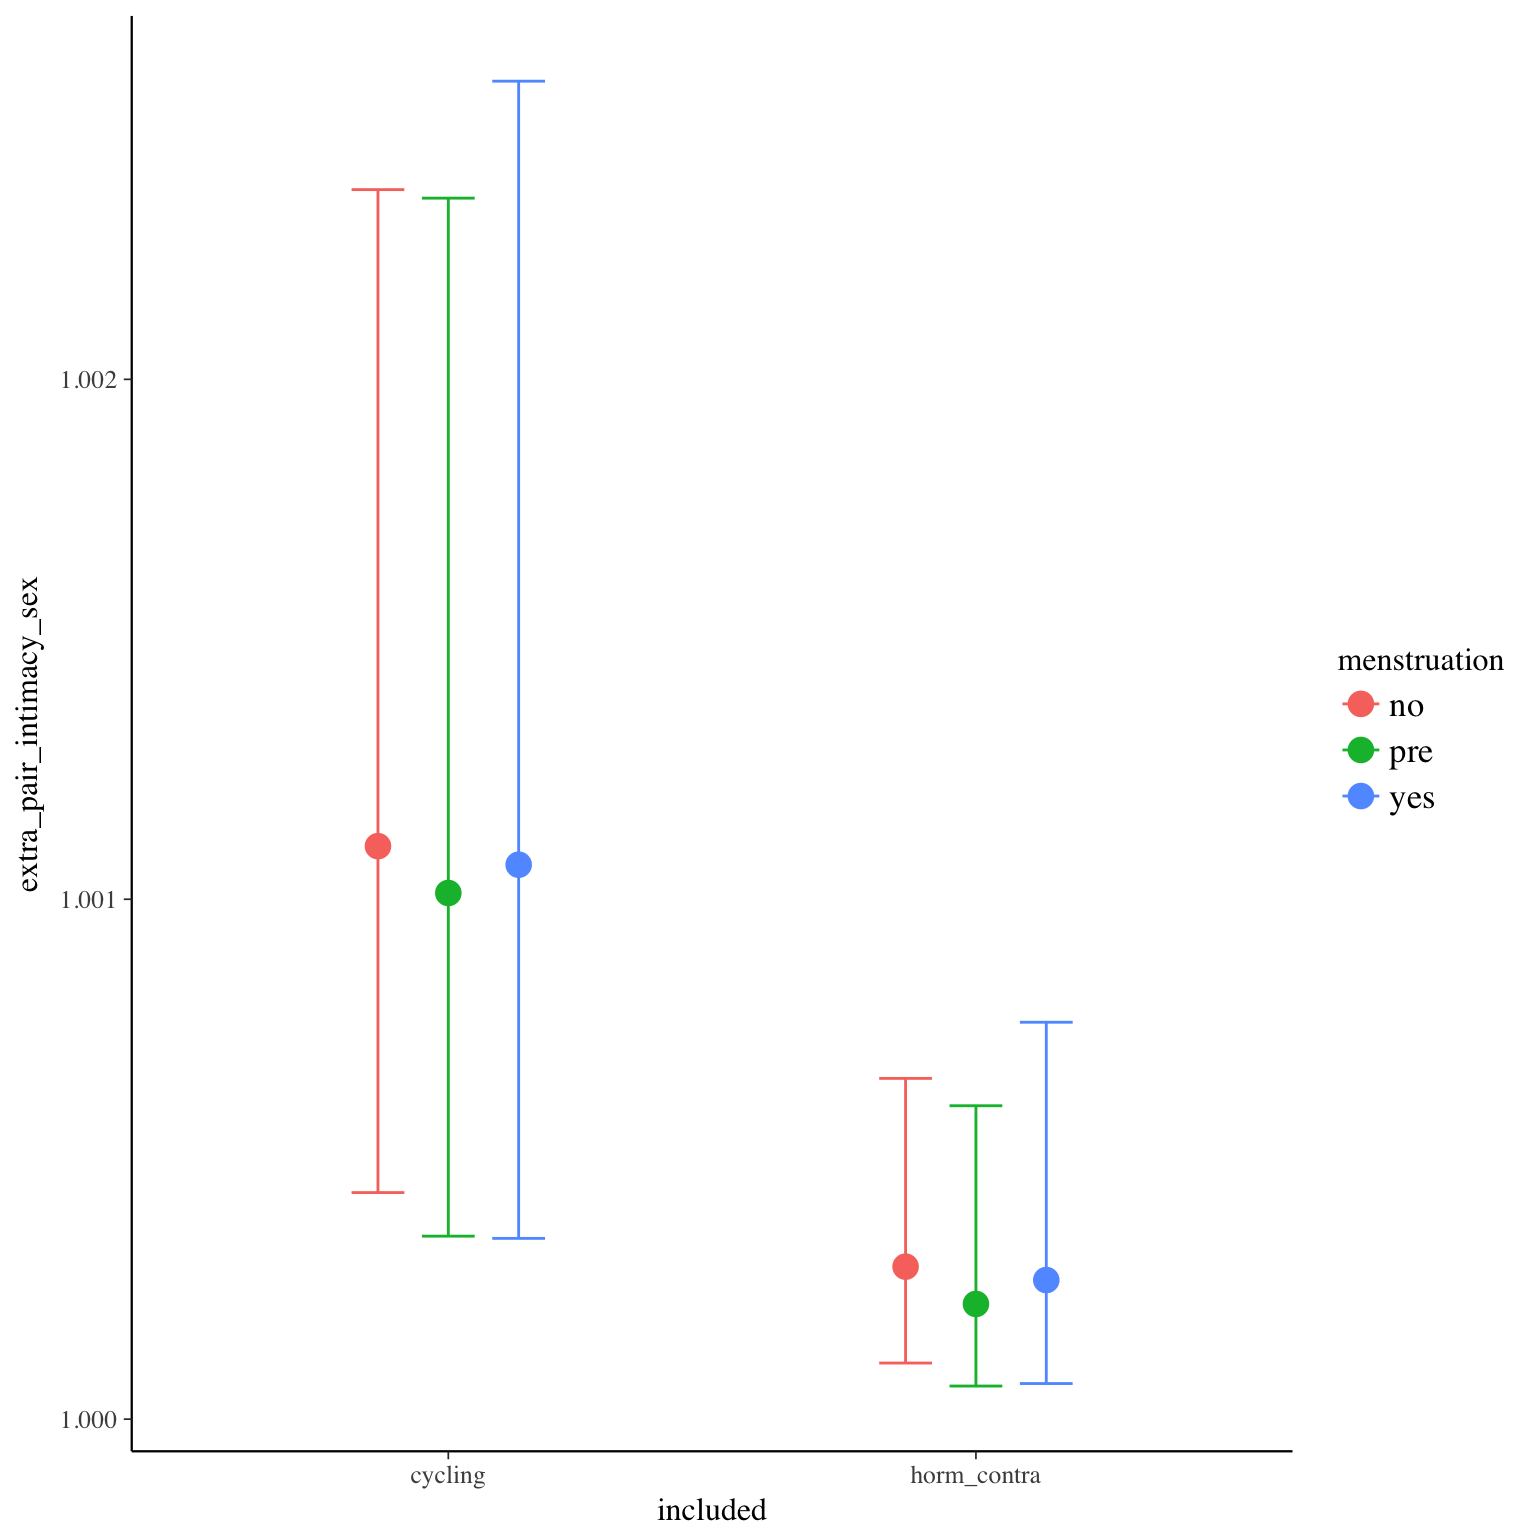 extra_pair_intimacy_sex
1.002
1.001
1.000
cycling
horm_contra
included
menstruation
no
pre
yes